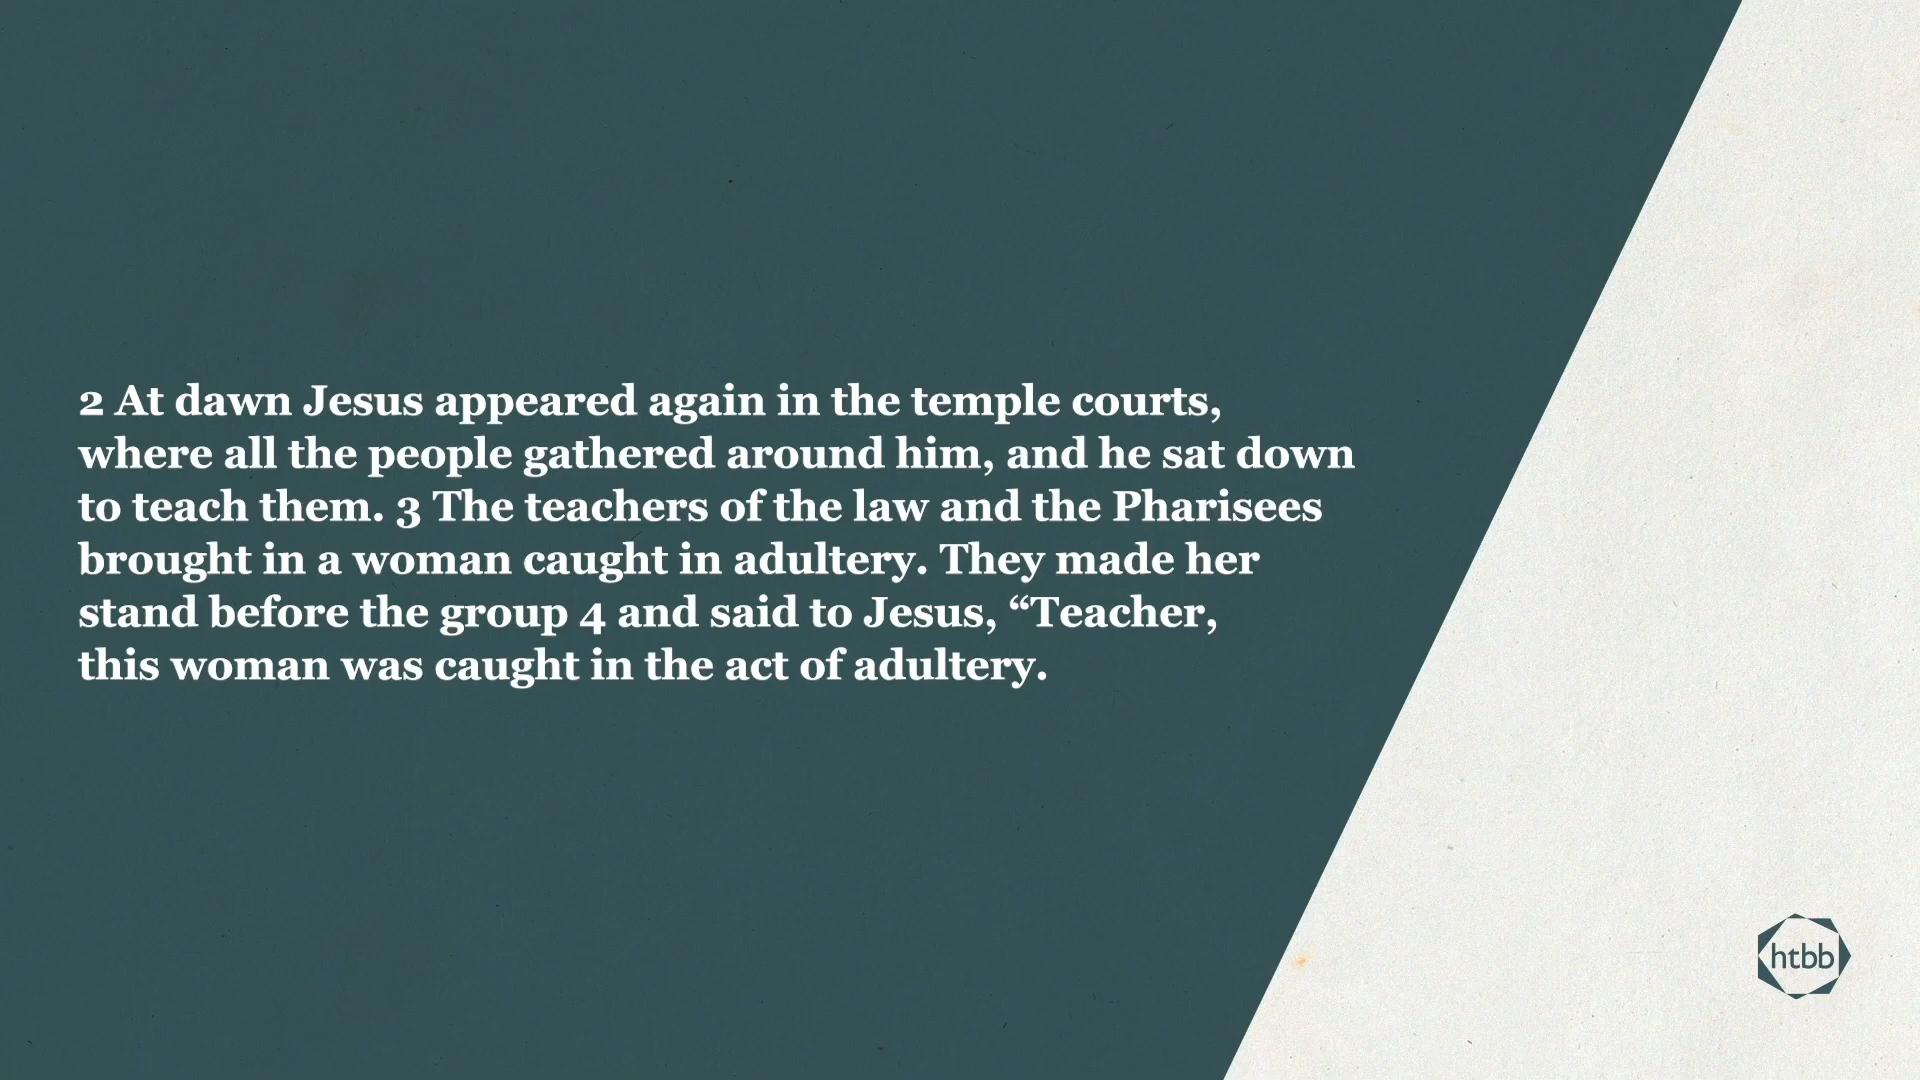 2 At dawn Jesus appeared again in the temple courts,
where all the people gathered around him, and he sat down
to teach them. 3 The teachers of the law and the Pharisees
brought in a woman caught in adultery. They made her
stand before the group 4 and said to Jesus, “Teacher,
this woman was caught in the act of adultery.
htbb